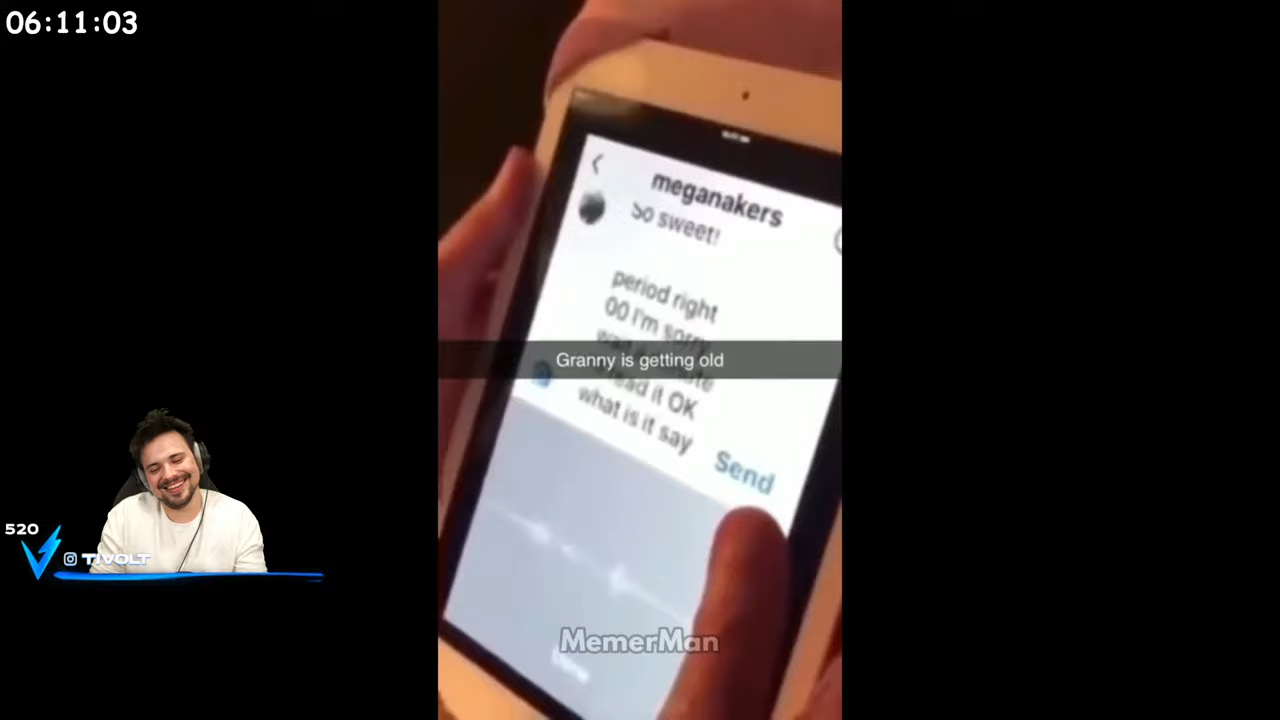 06:11:03
meganakers
So sweet!
period right
00 I'm sorry
Granny is getting old
read it OK
what is it say
Send
520
TIVOLT
MemerMan